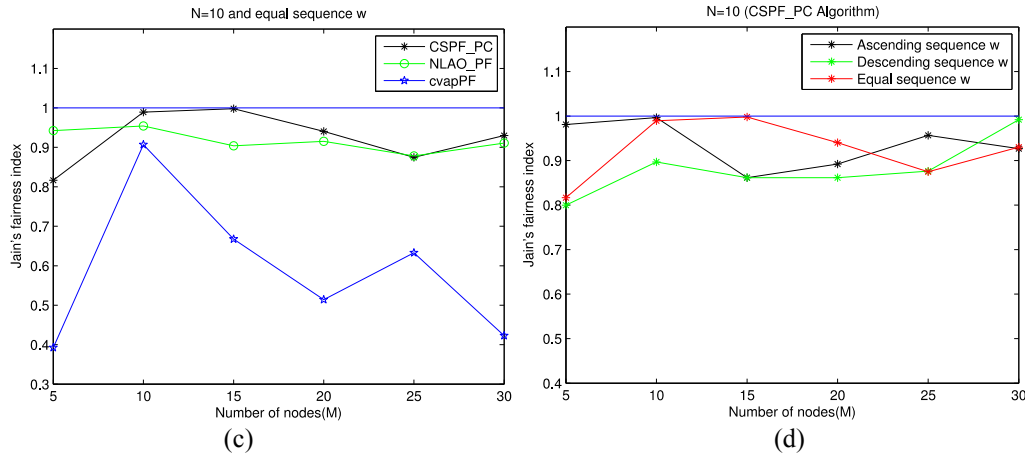 N=10 and equal sequence w
CSPF_PC
NLAO_PF
cvapPF
Jain's fairness index
1.1
1
0.9
0.8
0.7
0.6
0.5
0.4
0.3
5
10
15
20
25
30
Number of nodes(M)
(c)
N=10 (CSPF_PC Algorithm)
Ascending sequence w
Descending sequence w
Equal sequence w
Jain's fairness index
1.1
1
0.9
0.8
0.7
0.6
0.5
0.4
5
10
15
20
25
30
Number of nodes(M)
(d)